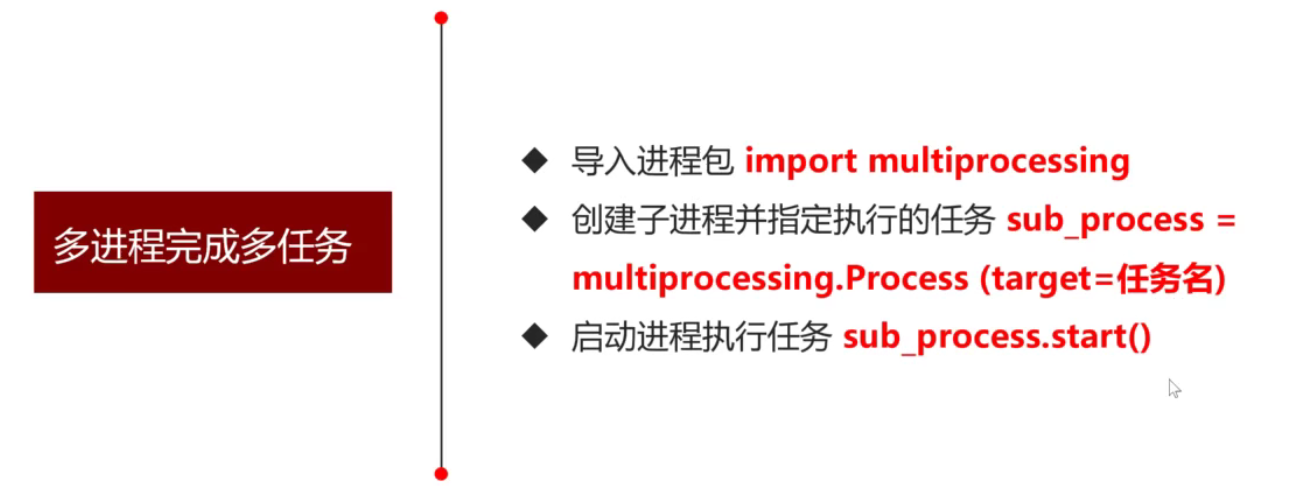 多进程完成多任务
导入进程包 import multiprocessing
创建子进程并指定执行的任务 sub_process =
multiprocessing.Process (target=任务名)
启动进程执行任务 sub_process.start()